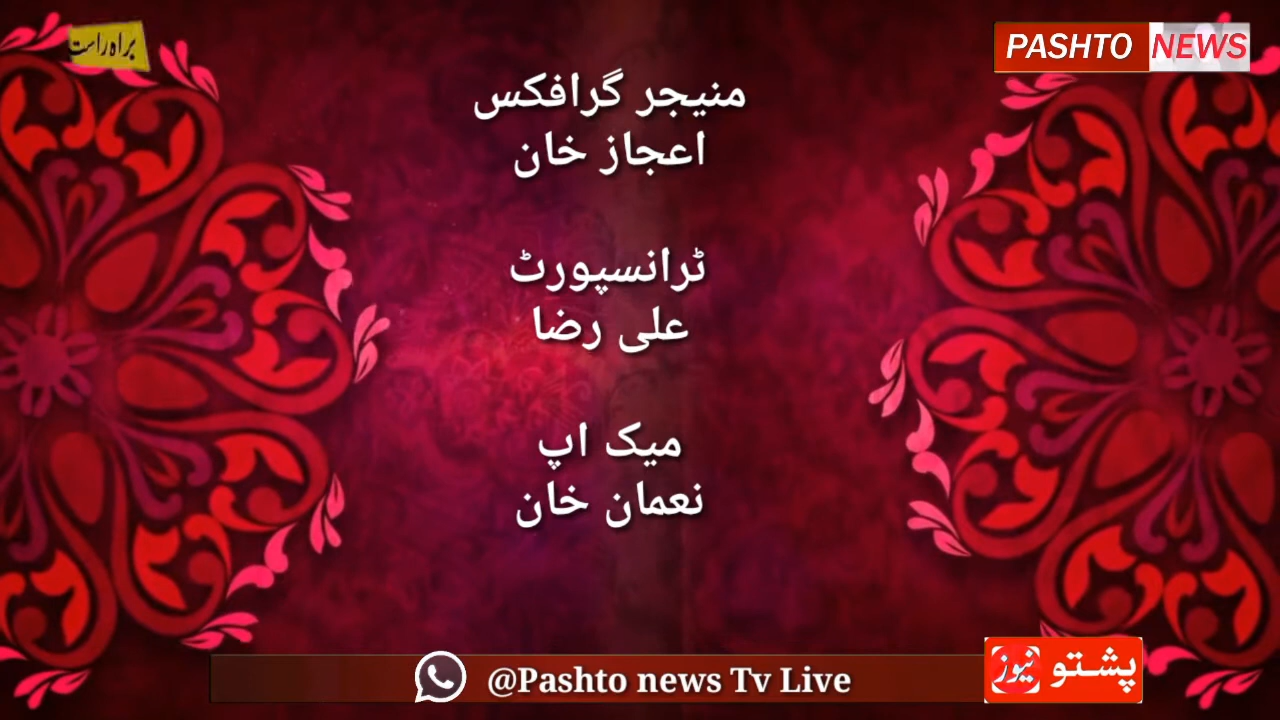 براہ راست
PASHTO NEWS
منیجر گرافکس
اعجاز خان
ٹرانسپورٹ
علی رضا
میک اپ
نعمان خان
@Pashto news Tv Live
پشتو نیوز